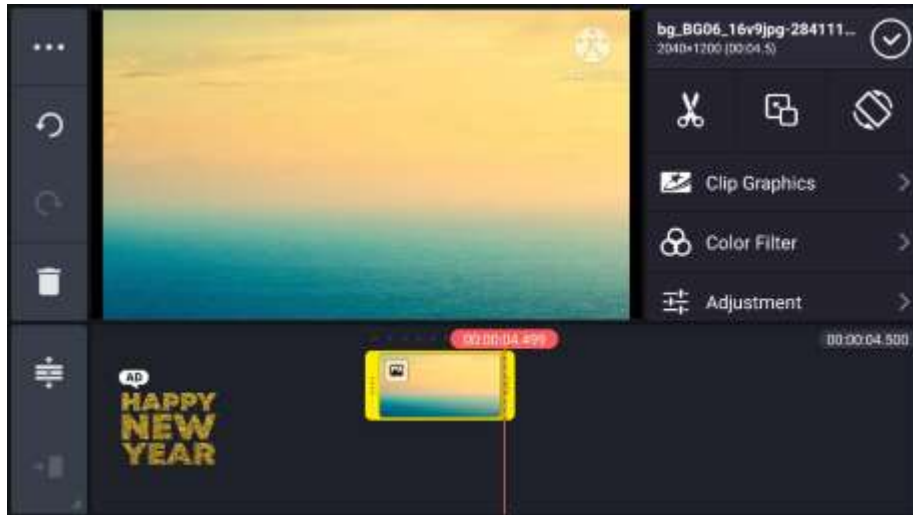 bg_BG06_16v9jpg-284111...
2040×1200 (00:04.5)
Clip Graphics
Color Filter
Adjustment
00:00:04.499
00:00:04.500
AD
HAPPY
NEW
YEAR